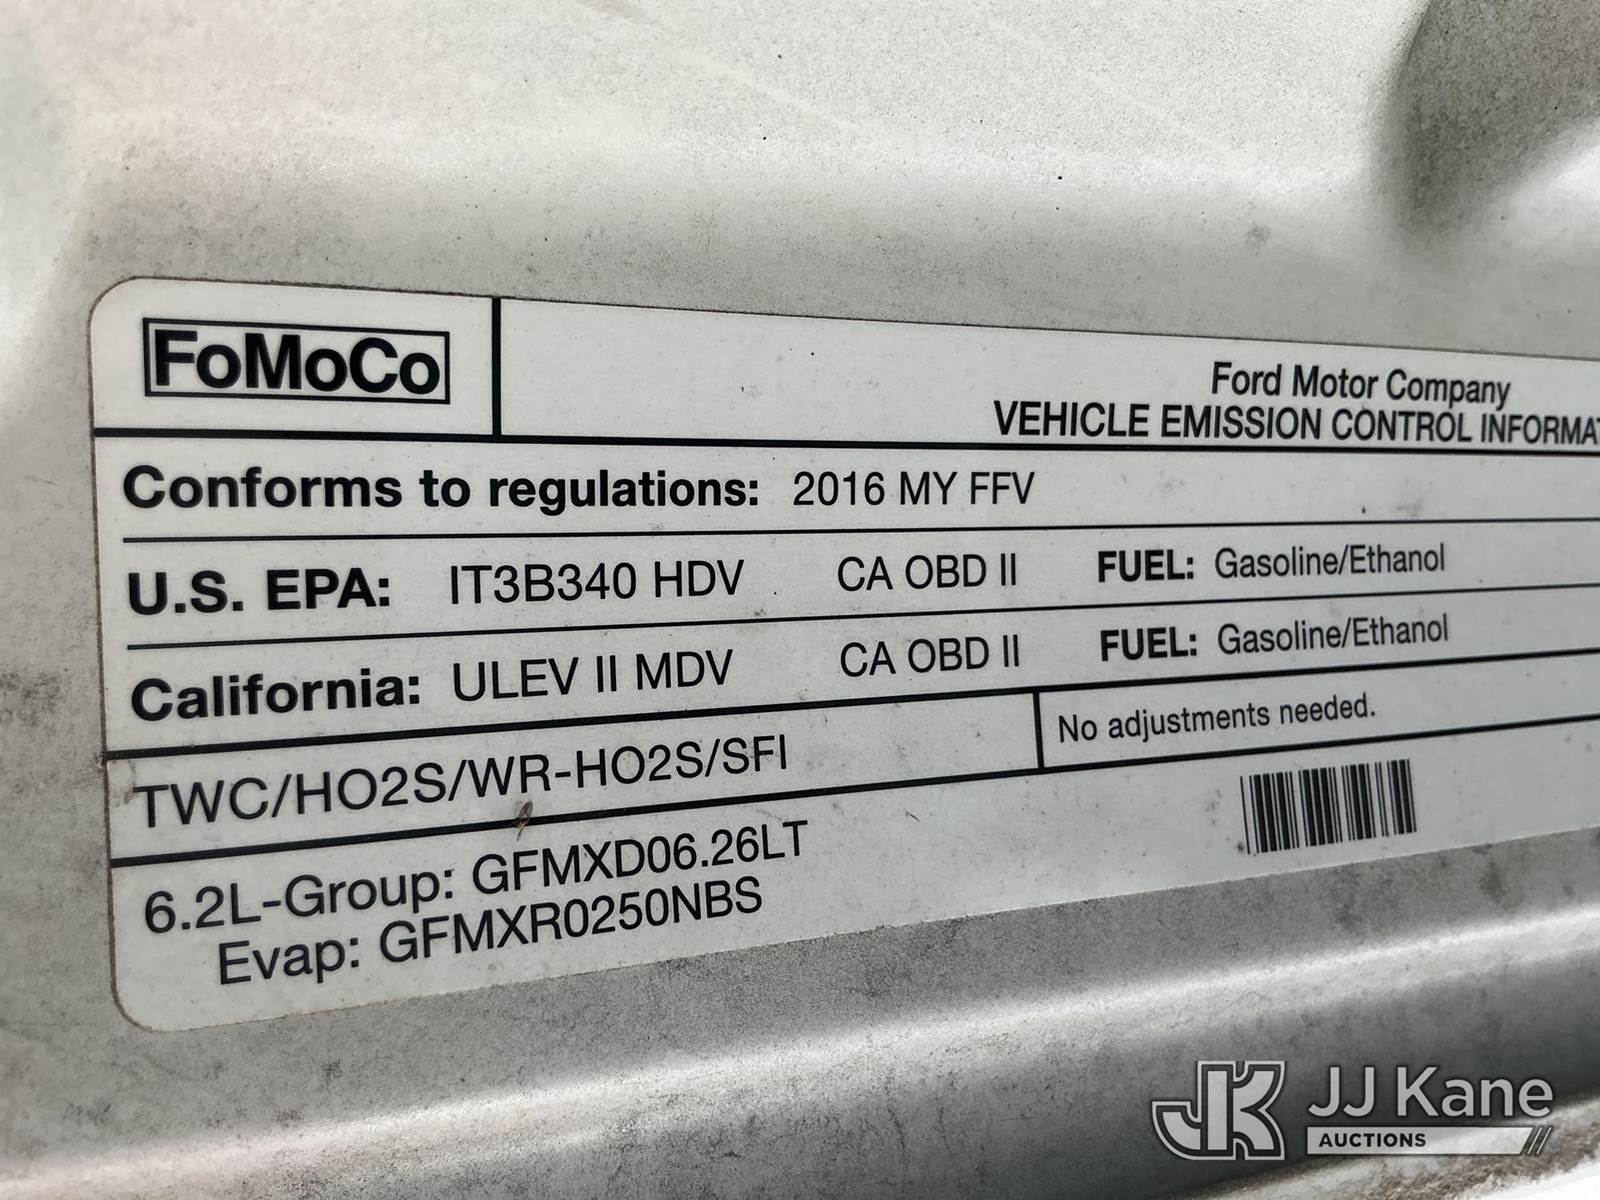 FoMoCo
Ford Motor Company
VEHICLE EMISSION CONTROL INFORMAT
Conforms to regulations: 2016 MY FFV
U.S. EPA: IT3B340 HDV CA OBD II FUEL: Gasoline/Ethanol
California: ULEV II MDV CA OBD II FUEL: Gasoline/Ethanol
TWC/HO2S/WR-HO2S/SFI
No adjustments needed.
6.2L-Group: GFMXD06.26LT
Evap: GFMXR0250NBS
JK JJ Kane
AUCTIONS